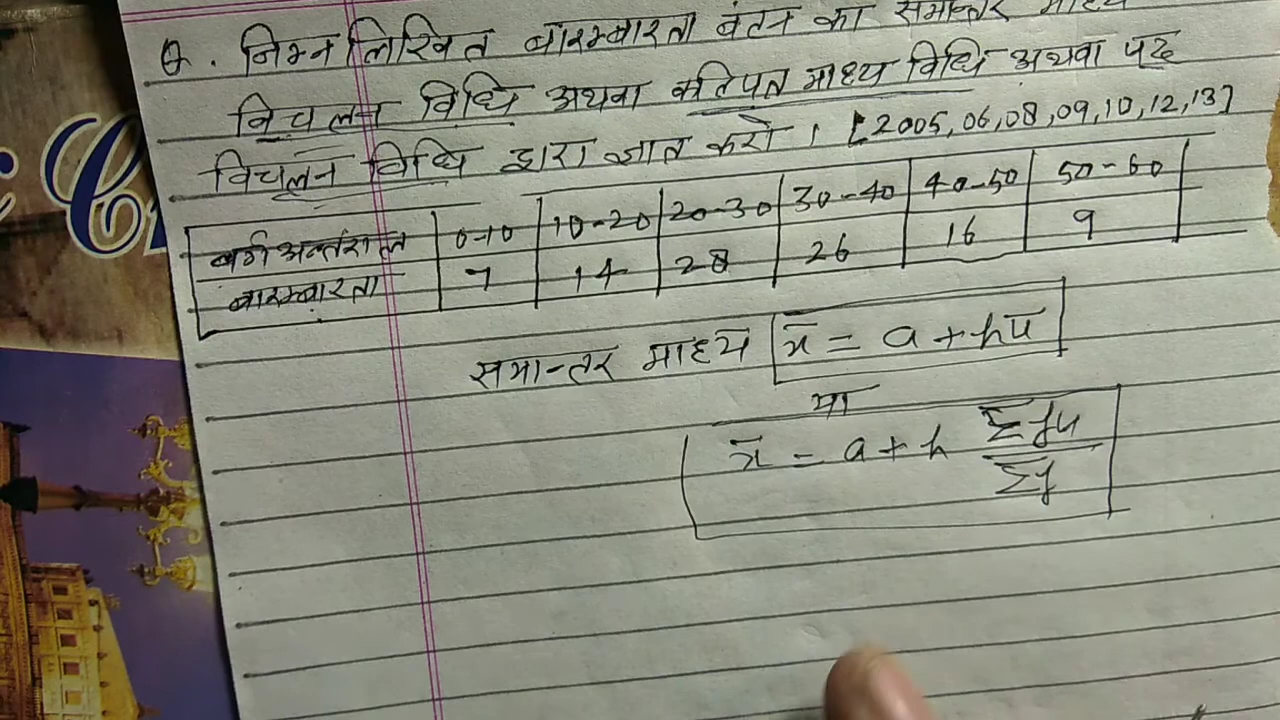 Q. निम्न लिखित बारम्बारता बंटन का समान्तर माध्य
विचलन विधि अथवा कल्पित माध्य विधि अथवा पद
विचलन विधि द्वारा ज्ञात करो । [2005,06,08,09,10,12,13]
वर्ग अन्तराल 0-10 10-20 20-30 30-40 40-50 50-60
बारम्बारता 7 14 28 26 16 9
समान्तर माध्य x̄ = a + hū
या
x̄ = a + h Σfu / Σf